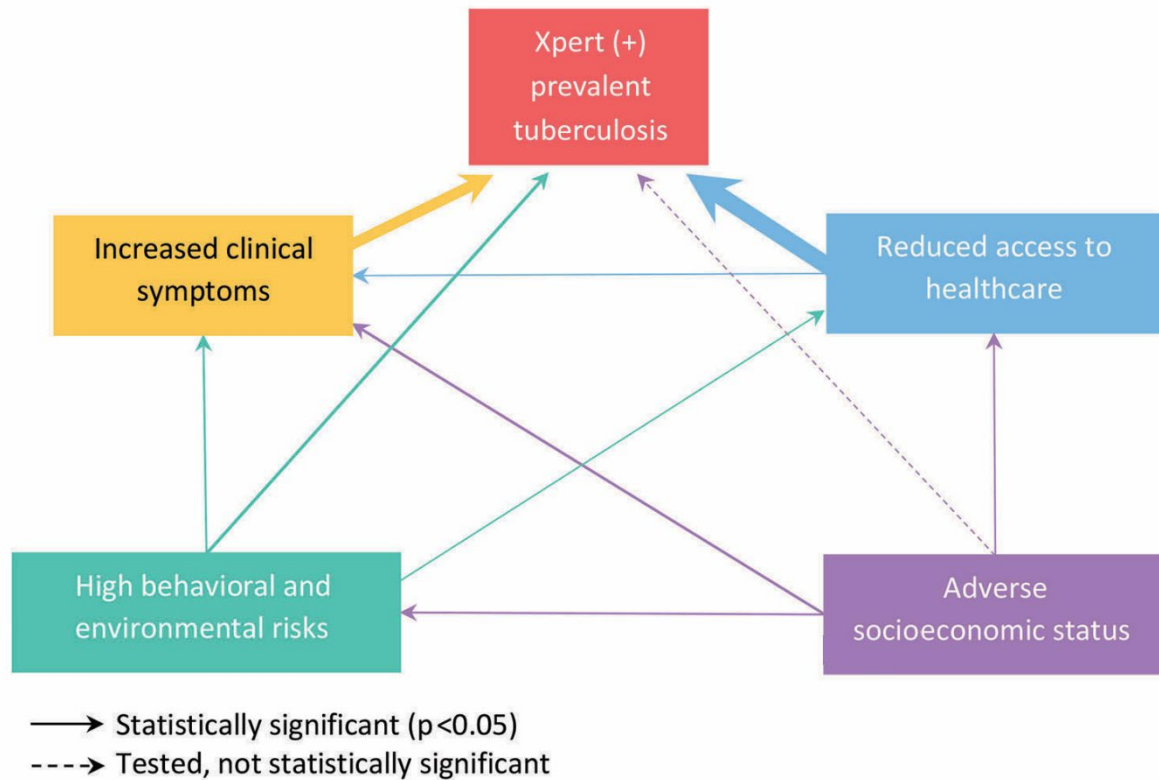 Xpert (+)
prevalent
tuberculosis
Increased clinical
symptoms
Reduced access to
healthcare
High behavioral and
environmental risks
Adverse
socioeconomic status
Statistically significant (p<0.05)
Tested, not statistically significant